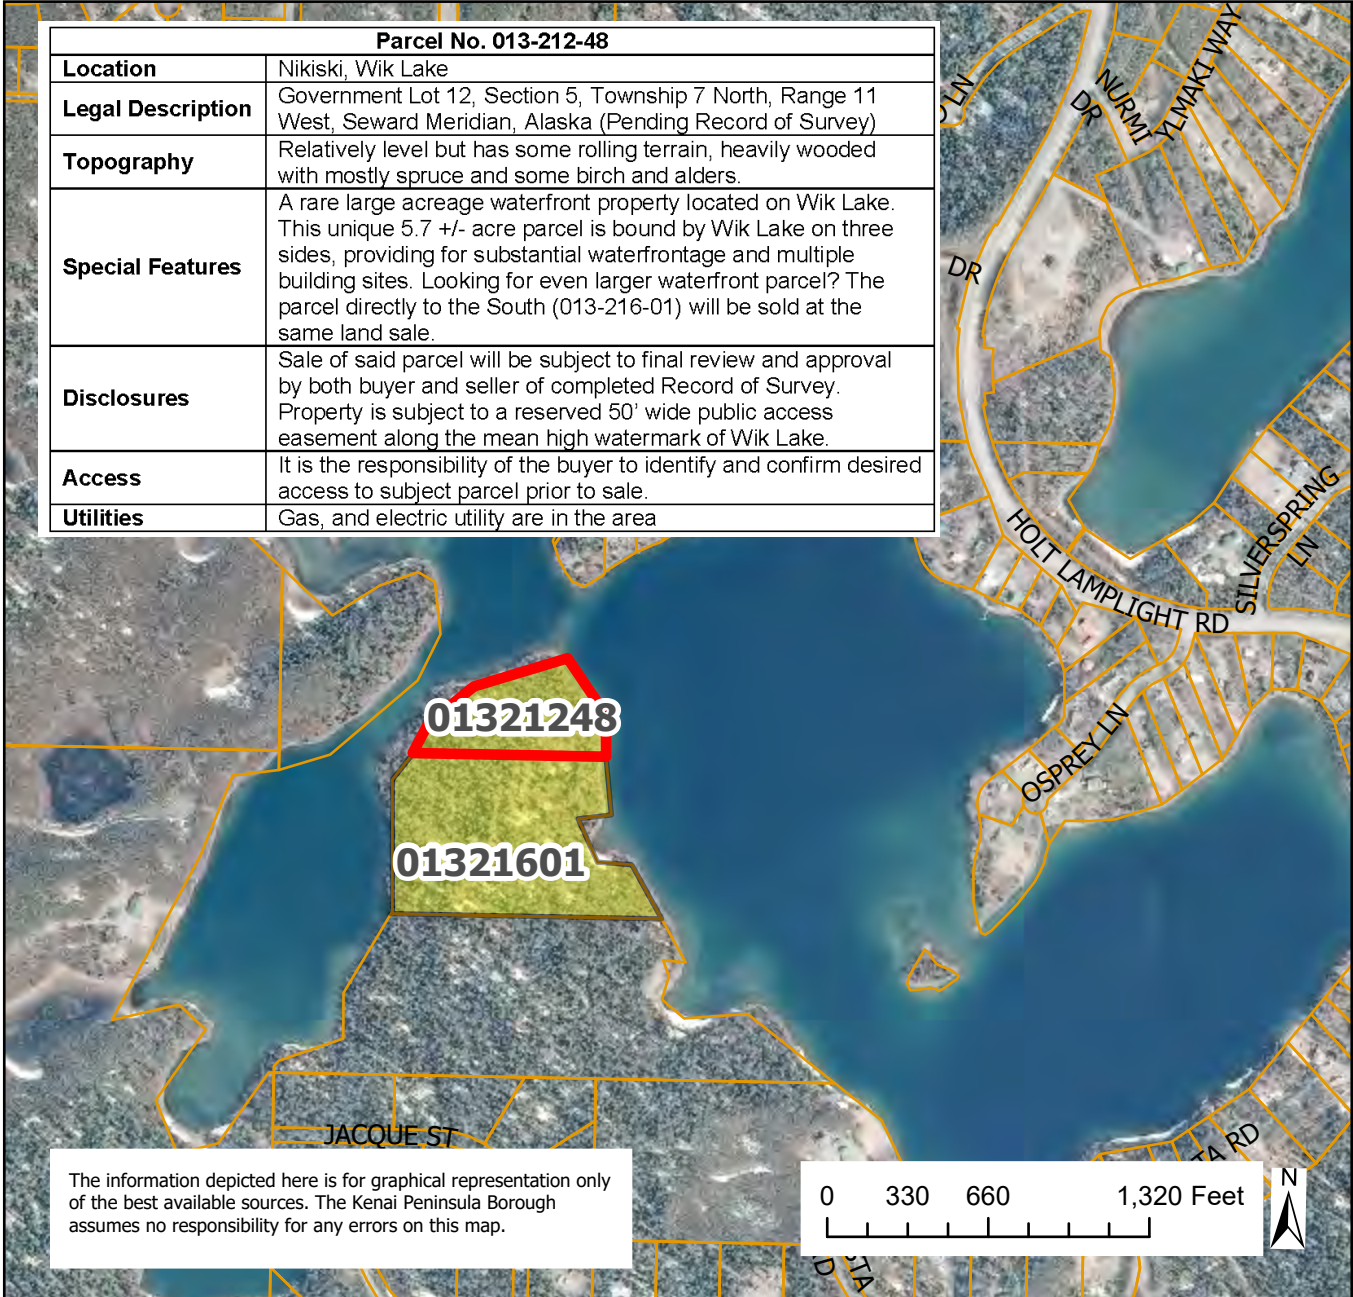 Parcel No. 013-212-48
Location Nikiski, Wik Lake
Legal Description Government Lot 12, Section 5, Township 7 North, Range 11
West, Seward Meridian, Alaska (Pending Record of Survey)
Topography Relatively level but has some rolling terrain, heavily wooded
with mostly spruce and some birch and alders.
Special Features A rare large acreage waterfront property located on Wik Lake.
This unique 5.7 +/- acre parcel is bound by Wik Lake on three
sides, providing for substantial waterfrontage and multiple
building sites. Looking for even larger waterfront parcel? The
parcel directly to the South (013-216-01) will be sold at the
same land sale.
Disclosures Sale of said parcel will be subject to final review and approval
by both buyer and seller of completed Record of Survey.
Property is subject to a reserved 50' wide public access
easement along the mean high watermark of Wik Lake.
Access It is the responsibility of the buyer to identify and confirm desired
access to subject parcel prior to sale.
Utilities Gas, and electric utility are in the area
LN
NURMI
DR
YLMAKI WAY
DR
HOLT LAMPLIGHT RD
SILVERSPRING
LN
OSPREY LN
01321248
01321601
JACQUE ST
TA RD
The information depicted here is for graphical representation only
of the best available sources. The Kenai Peninsula Borough
assumes no responsibility for any errors on this map.
0 330 660 1,320 Feet
N